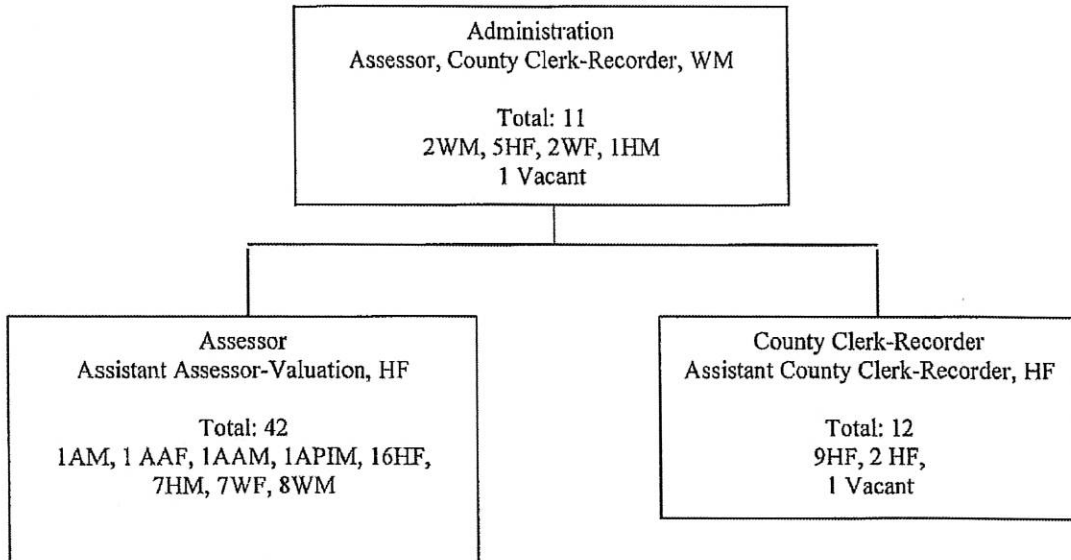 Administration
Assessor, County Clerk-Recorder, WM
Total: 11
2WM, 5HF, 2WF, 1HM
1 Vacant
Assessor
Assistant Assessor-Valuation, HF
Total: 42
1AM, 1 AAF, 1AAM, 1APIM, 16HF,
7HM, 7WF, 8WM
County Clerk-Recorder
Assistant County Clerk-Recorder, HF
Total: 12
9HF, 2 HF,
1 Vacant